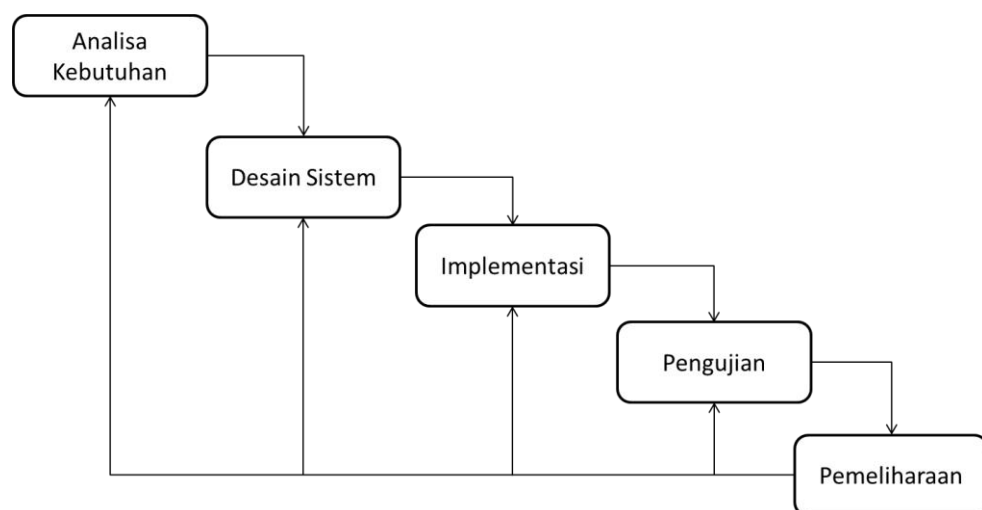 Analisa
Kebutuhan
Desain Sistem
Implementasi
Pengujian
Pemeliharaan